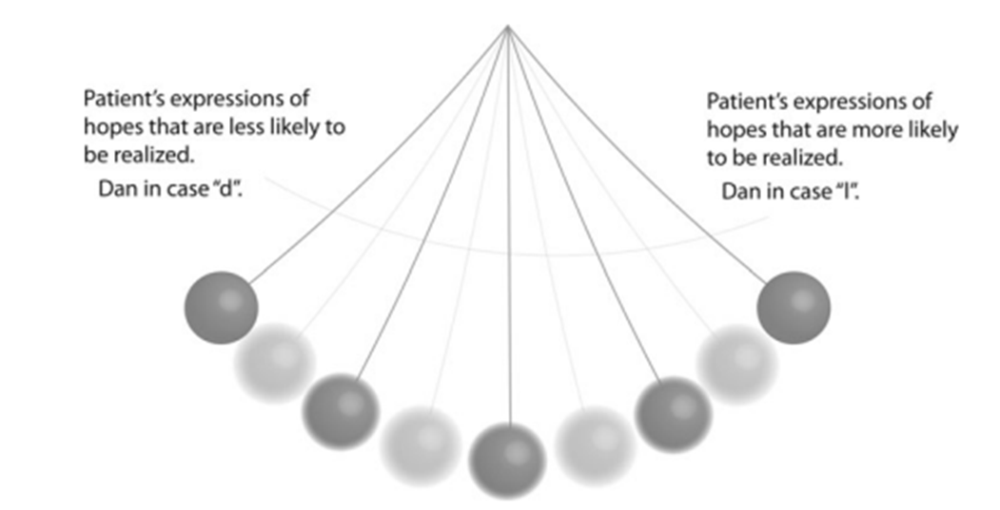 Patient's expressions of
hopes that are less likely to
be realized.
Dan in case "d".
Patient's expressions of
hopes that are more likely
to be realized.
Dan in case "l".